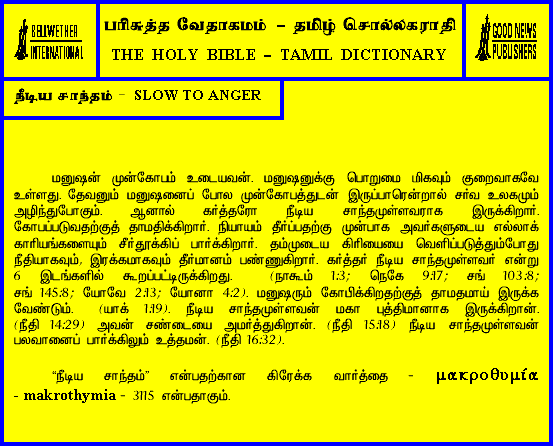 BELLWETHER
INTERNATIONAL
பரிசுத்த வேதாகமம் – தமிழ் சொல்லகராதி
THE HOLY BIBLE – TAMIL DICTIONARY
GOOD NEWS
PUBLISHERS
நீடிய சாந்தம் – SLOW TO ANGER
மனுஷன் முன்கோபம் உடையவன். மனுஷனுக்கு பொறுமை மிகவும் குறைவாகவே
உள்ளது. தேவனும் மனுஷனைப் போல முன்கோபத்துடன் இருப்பாரென்றால் சர்வ உலகமும்
அழிந்துபோகும். ஆனால் கர்த்தரோ நீடிய சாந்தமுள்ளவராக இருக்கிறார்.
கோபப்படுவதற்குத் தாமதிக்கிறார். நியாயம் தீர்ப்பதற்கு முன்பாக அவர்களுடைய எல்லாக்
காரியங்களையும் சீர்தூக்கிப் பார்க்கிறார். தம்முடைய கிரியையை வெளிப்படுத்தும்போது
நீதியாகவும், இரக்கமாகவும் தீர்மானம் பண்ணுகிறார். கர்த்தர் நீடிய சாந்தமுள்ளவர் என்று
6 இடங்களில் கூறப்பட்டிருக்கிறது. (நாகூம் 1:3; நெகே 9:17; சங் 103:8;
சங் 145:8; யோவே 2:13; யோனா 4:2). மனுஷரும் கோபிக்கிறதற்குத் தாமதமாய் இருக்க
வேண்டும். (யாக் 1:19). நீடிய சாந்தமுள்ளவன் மகா புத்திமானாக இருக்கிறான்.
(நீதி 14:29) அவன் சண்டையை அமர்த்துகிறான். (நீதி 15:18) நீடிய சாந்தமுள்ளவன்
பலவானைப் பார்க்கிலும் உத்தமன். (நீதி 16:32).
“நீடிய சாந்தம்” என்பதற்கான கிரேக்க வார்த்தை – μακροθυμία
– makrothymia – 3115 என்பதாகும்.